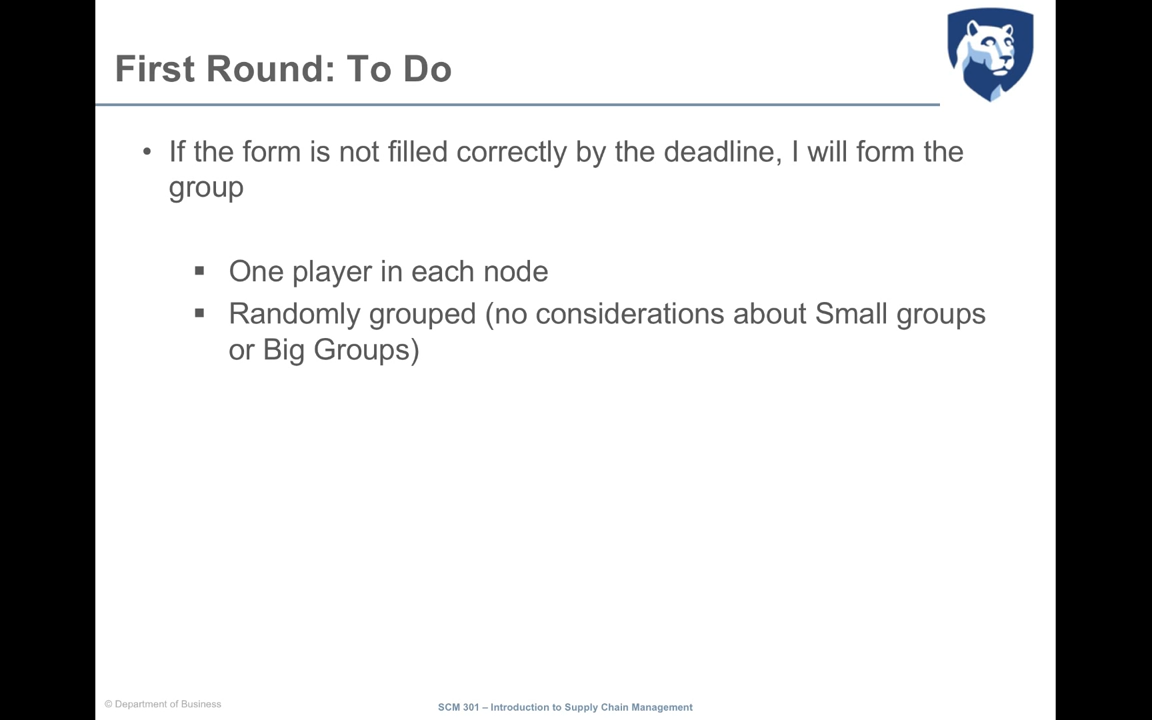 First Round: To Do
• If the form is not filled correctly by the deadline, I will form the
group
▪ One player in each node
▪ Randomly grouped (no considerations about Small groups
or Big Groups)
© Department of Business
SCM 301 – Introduction to Supply Chain Management